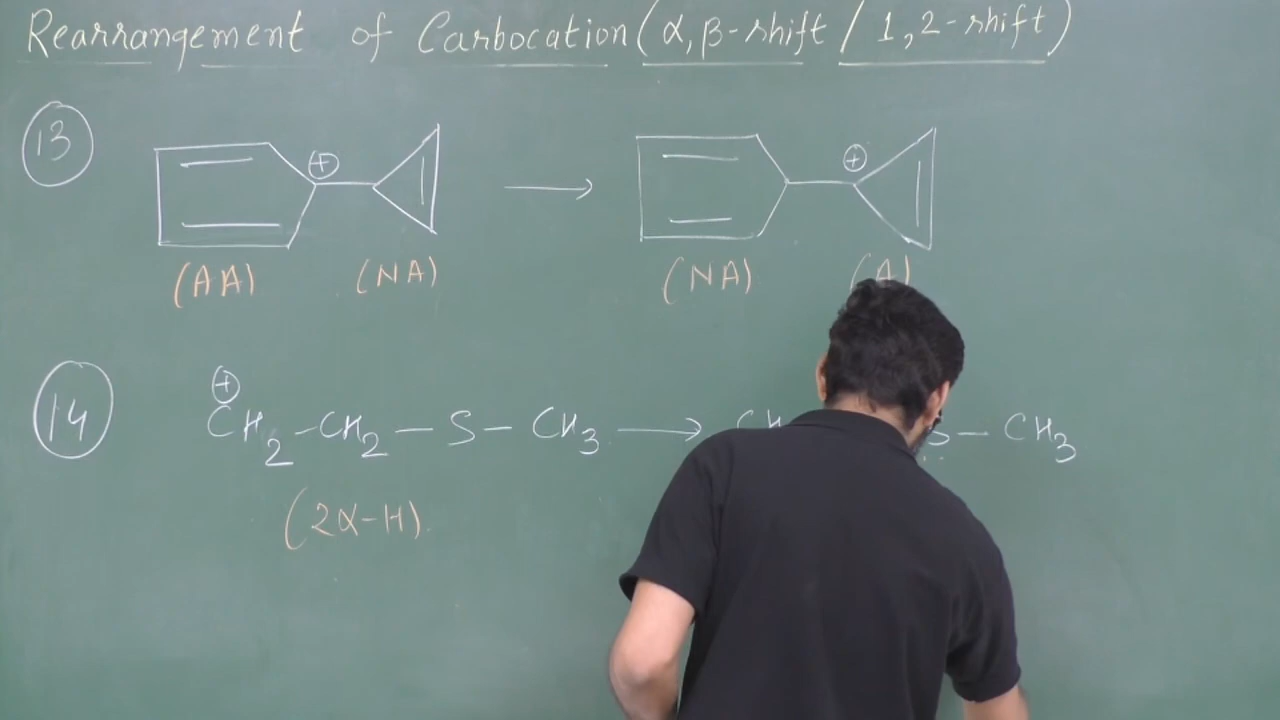 Rearrangement of Carbocation (α,β-shift / 1,2-shift)
13
⊕ → ⊕
(AA) (NA) (NA) (A)
14
⊕
CH₂-CH₂-S-CH₃ → S-CH₃
(2α-H).